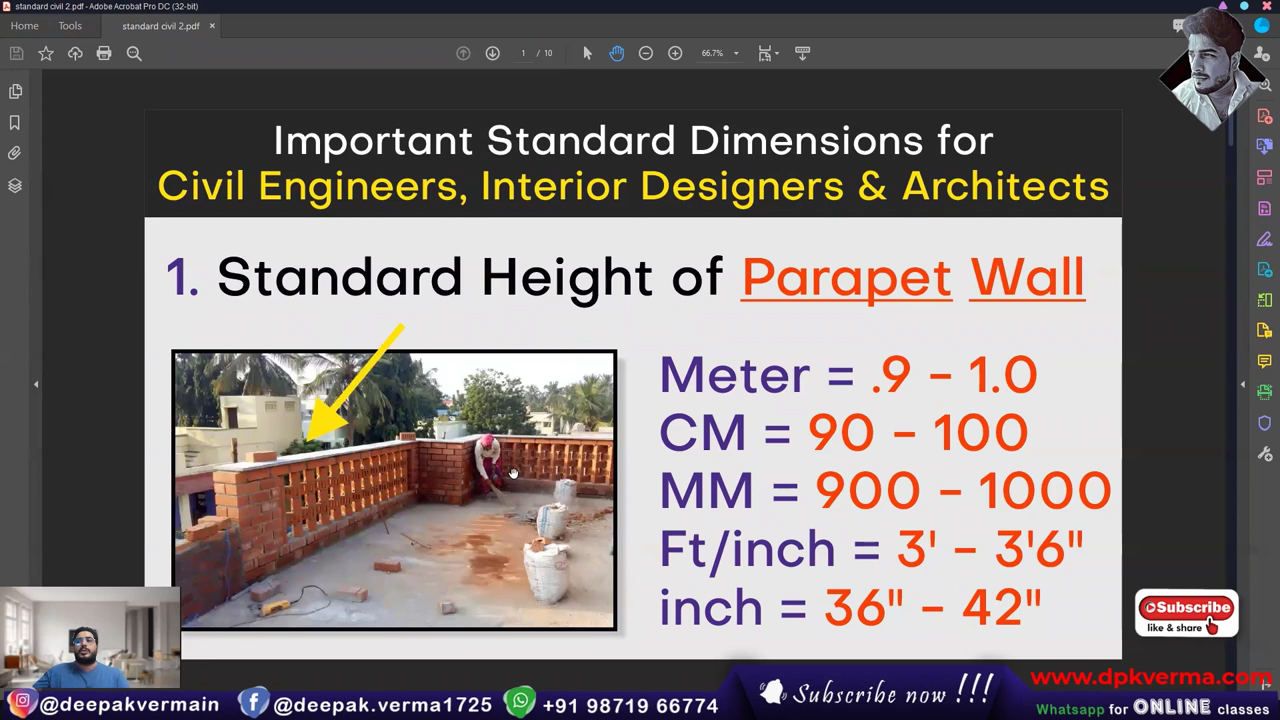 standard civil 2.pdf - Adobe Acrobat Pro DC (32-bit)
Home Tools standard civil 2.pdf ×
1 / 10 66.7%
Important Standard Dimensions for
Civil Engineers, Interior Designers & Architects
1. Standard Height of Parapet Wall
Meter = .9 - 1.0
CM = 90 - 100
MM = 900 - 1000
Ft/inch = 3' - 3'6"
inch = 36" - 42"
Subscribe
like & share
@deepakvermain @deepak.verma1725 +91 98719 66774
Subscribe now !!!
www.dpkverma.com
Whatsapp for ONLINE classes